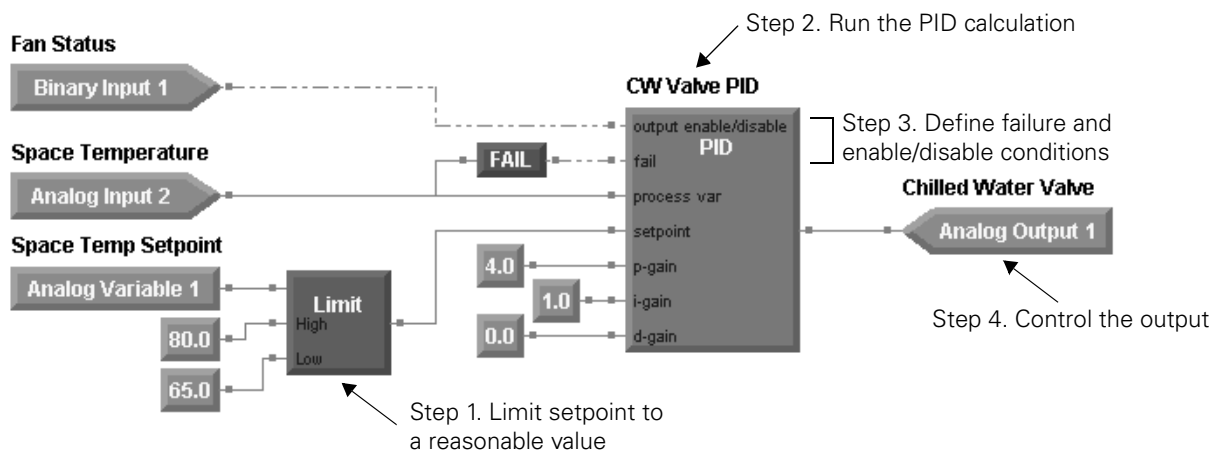 Step 2. Run the PID calculation
Fan Status
Binary Input 1
CW Valve PID
output enable/disable
PID
Step 3. Define failure and
enable/disable conditions
Space Temperature
FAIL
fail
Analog Input 2
process var
Chilled Water Valve
Analog Output 1
Space Temp Setpoint
setpoint
Analog Variable 1
Limit
4.0
p-gain
High
80.0
1.0
i-gain
Low
65.0
0.0
d-gain
Step 4. Control the output
Step 1. Limit setpoint to
a reasonable value